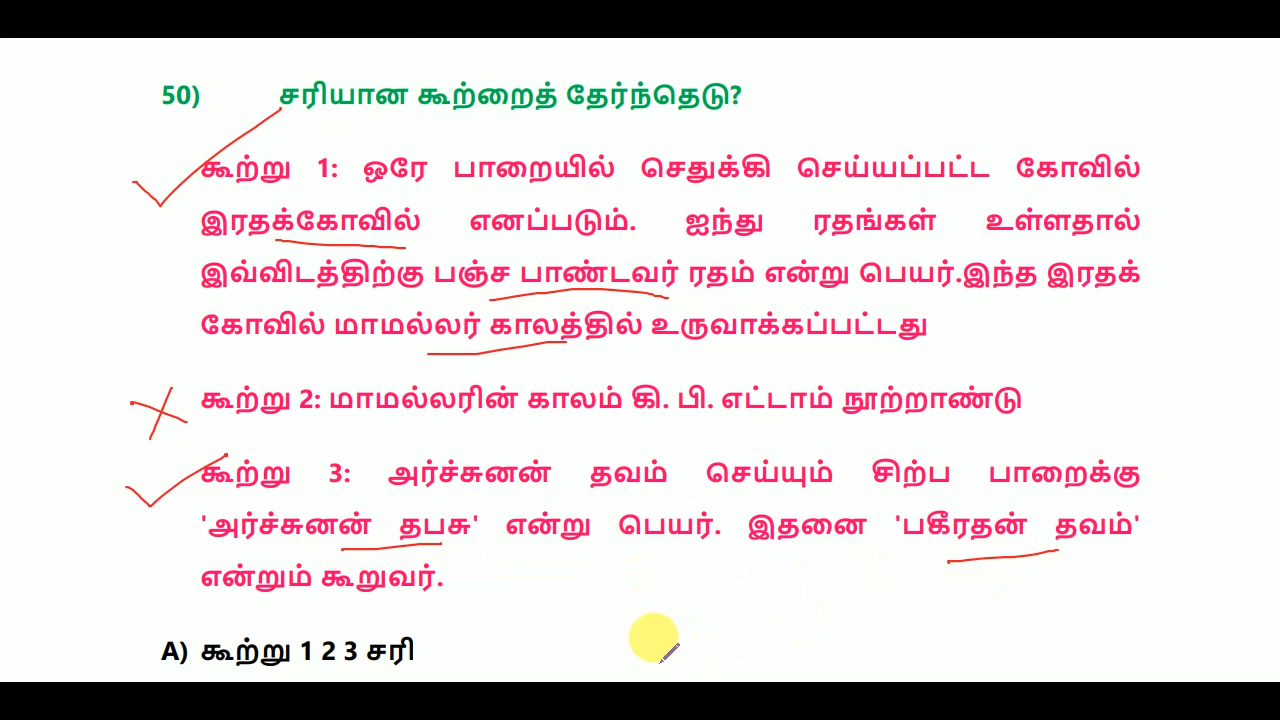 50) சரியான கூற்றைத் தேர்ந்தெடு?
கூற்று 1: ஒரே பாறையில் செதுக்கி செய்யப்பட்ட கோவில்
இரதக்கோவில் எனப்படும். ஐந்து ரதங்கள் உள்ளதால்
இவ்விடத்திற்கு பஞ்ச பாண்டவர் ரதம் என்று பெயர்.இந்த இரதக்
கோவில் மாமல்லர் காலத்தில் உருவாக்கப்பட்டது
கூற்று 2: மாமல்லரின் காலம் கி. பி. எட்டாம் நூற்றாண்டு
கூற்று 3: அர்ச்சுனன் தவம் செய்யும் சிற்ப பாறைக்கு
'அர்ச்சுனன் தபசு' என்று பெயர். இதனை 'பகீரதன் தவம்'
என்றும் கூறுவர்.
A) கூற்று 1 2 3 சரி